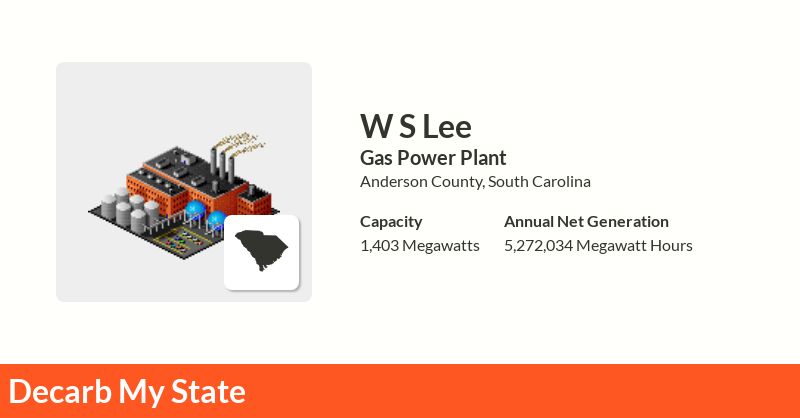 W S Lee
Gas Power Plant
Anderson County, South Carolina
Capacity
1,403 Megawatts
Annual Net Generation
5,272,034 Megawatt Hours
Decarb My State